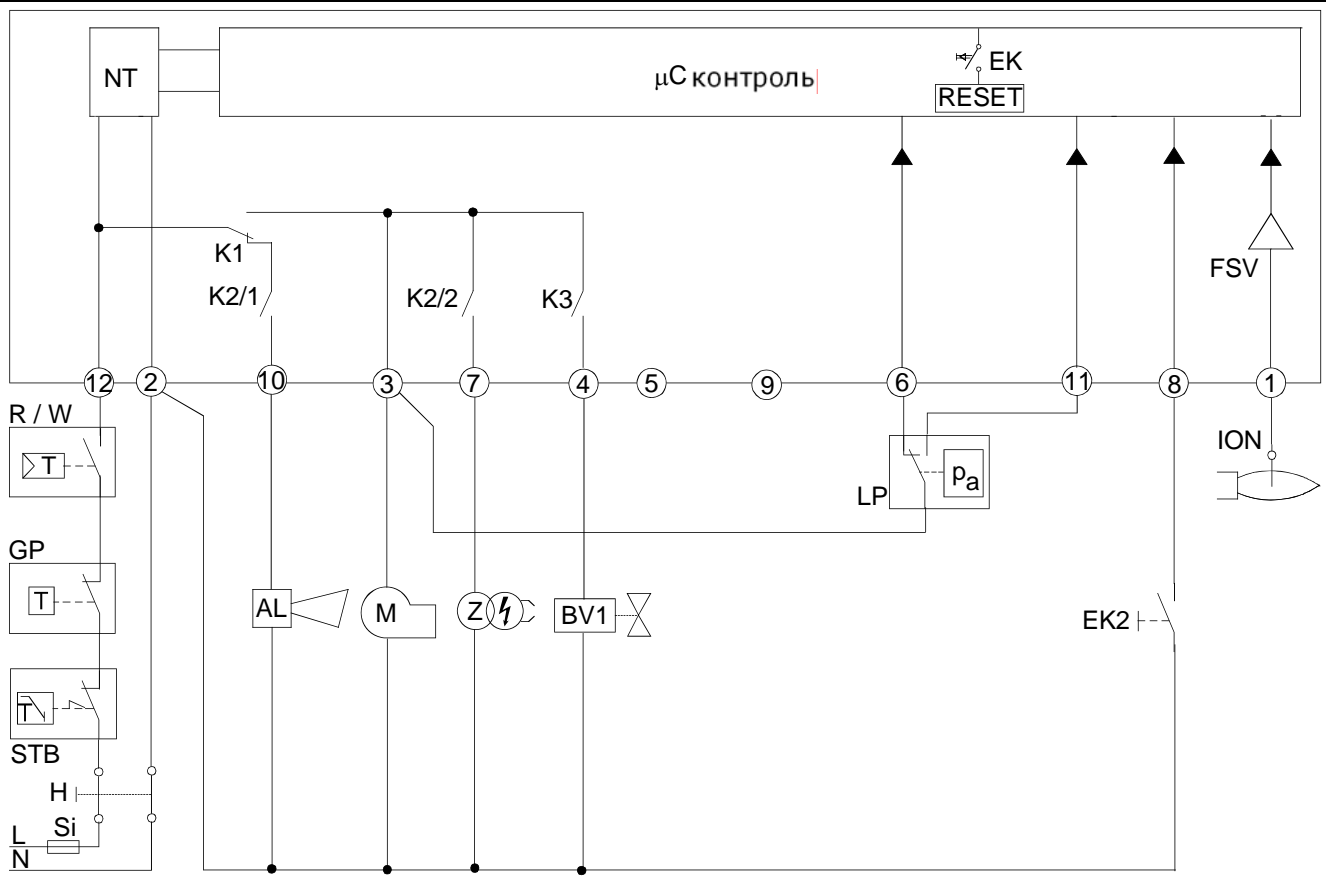 NT
μC контроль
EK
RESET
FSV
K1
K2/1
K2/2
K3
12
2
10
3
7
4
5
9
6
11
8
1
R / W
T
LP
pa
ION
GP
T
AL
M
Z
BV1
EK2
T
STB
H
L
Si
N